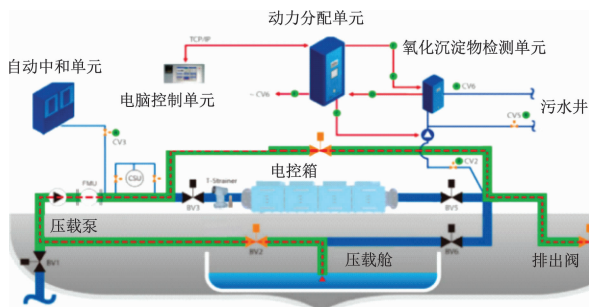 动力分配单元
TCP/IP
氧化沉淀物检测单元
自动中和单元
电脑控制单元
CV6
CV6
污水井
CV5
CV3
电控箱
CV2
T-Strainer
FMU
CSU
BV3
BV5
压载泵
BV1
BV2
压载舱
BV6
排出阀